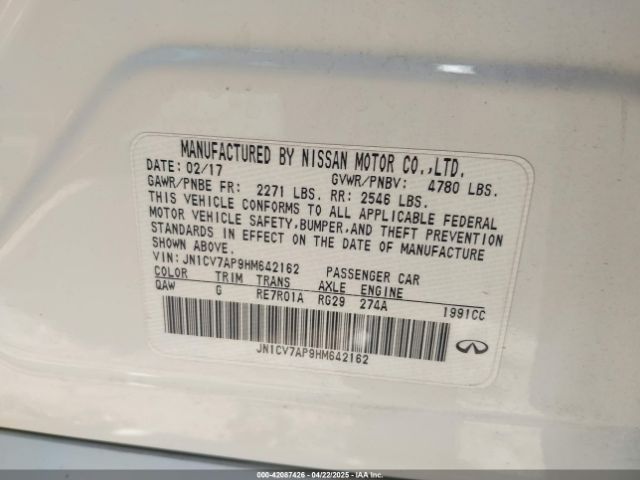 MANUFACTURED BY NISSAN MOTOR CO.,LTD.
DATE: 02/17 GVWR/PNBV: 4780 LBS.
GAWR/PNBE FR: 2271 LBS. RR: 2546 LBS.
THIS VEHICLE CONFORMS TO ALL APPLICABLE FEDERAL
MOTOR VEHICLE SAFETY,BUMPER,AND THEFT PREVENTION
STANDARDS IN EFFECT ON THE DATE OF MANUFACTURE
SHOWN ABOVE.
VIN: JN1CV7AP9HM642162 PASSENGER CAR
COLOR TRIM TRANS AXLE ENGINE
QAW G RE7R01A RG29 274A 1991CC
JN1CV7AP9HM642162
000-42087426 - 04/22/2025 - IAAI.COM